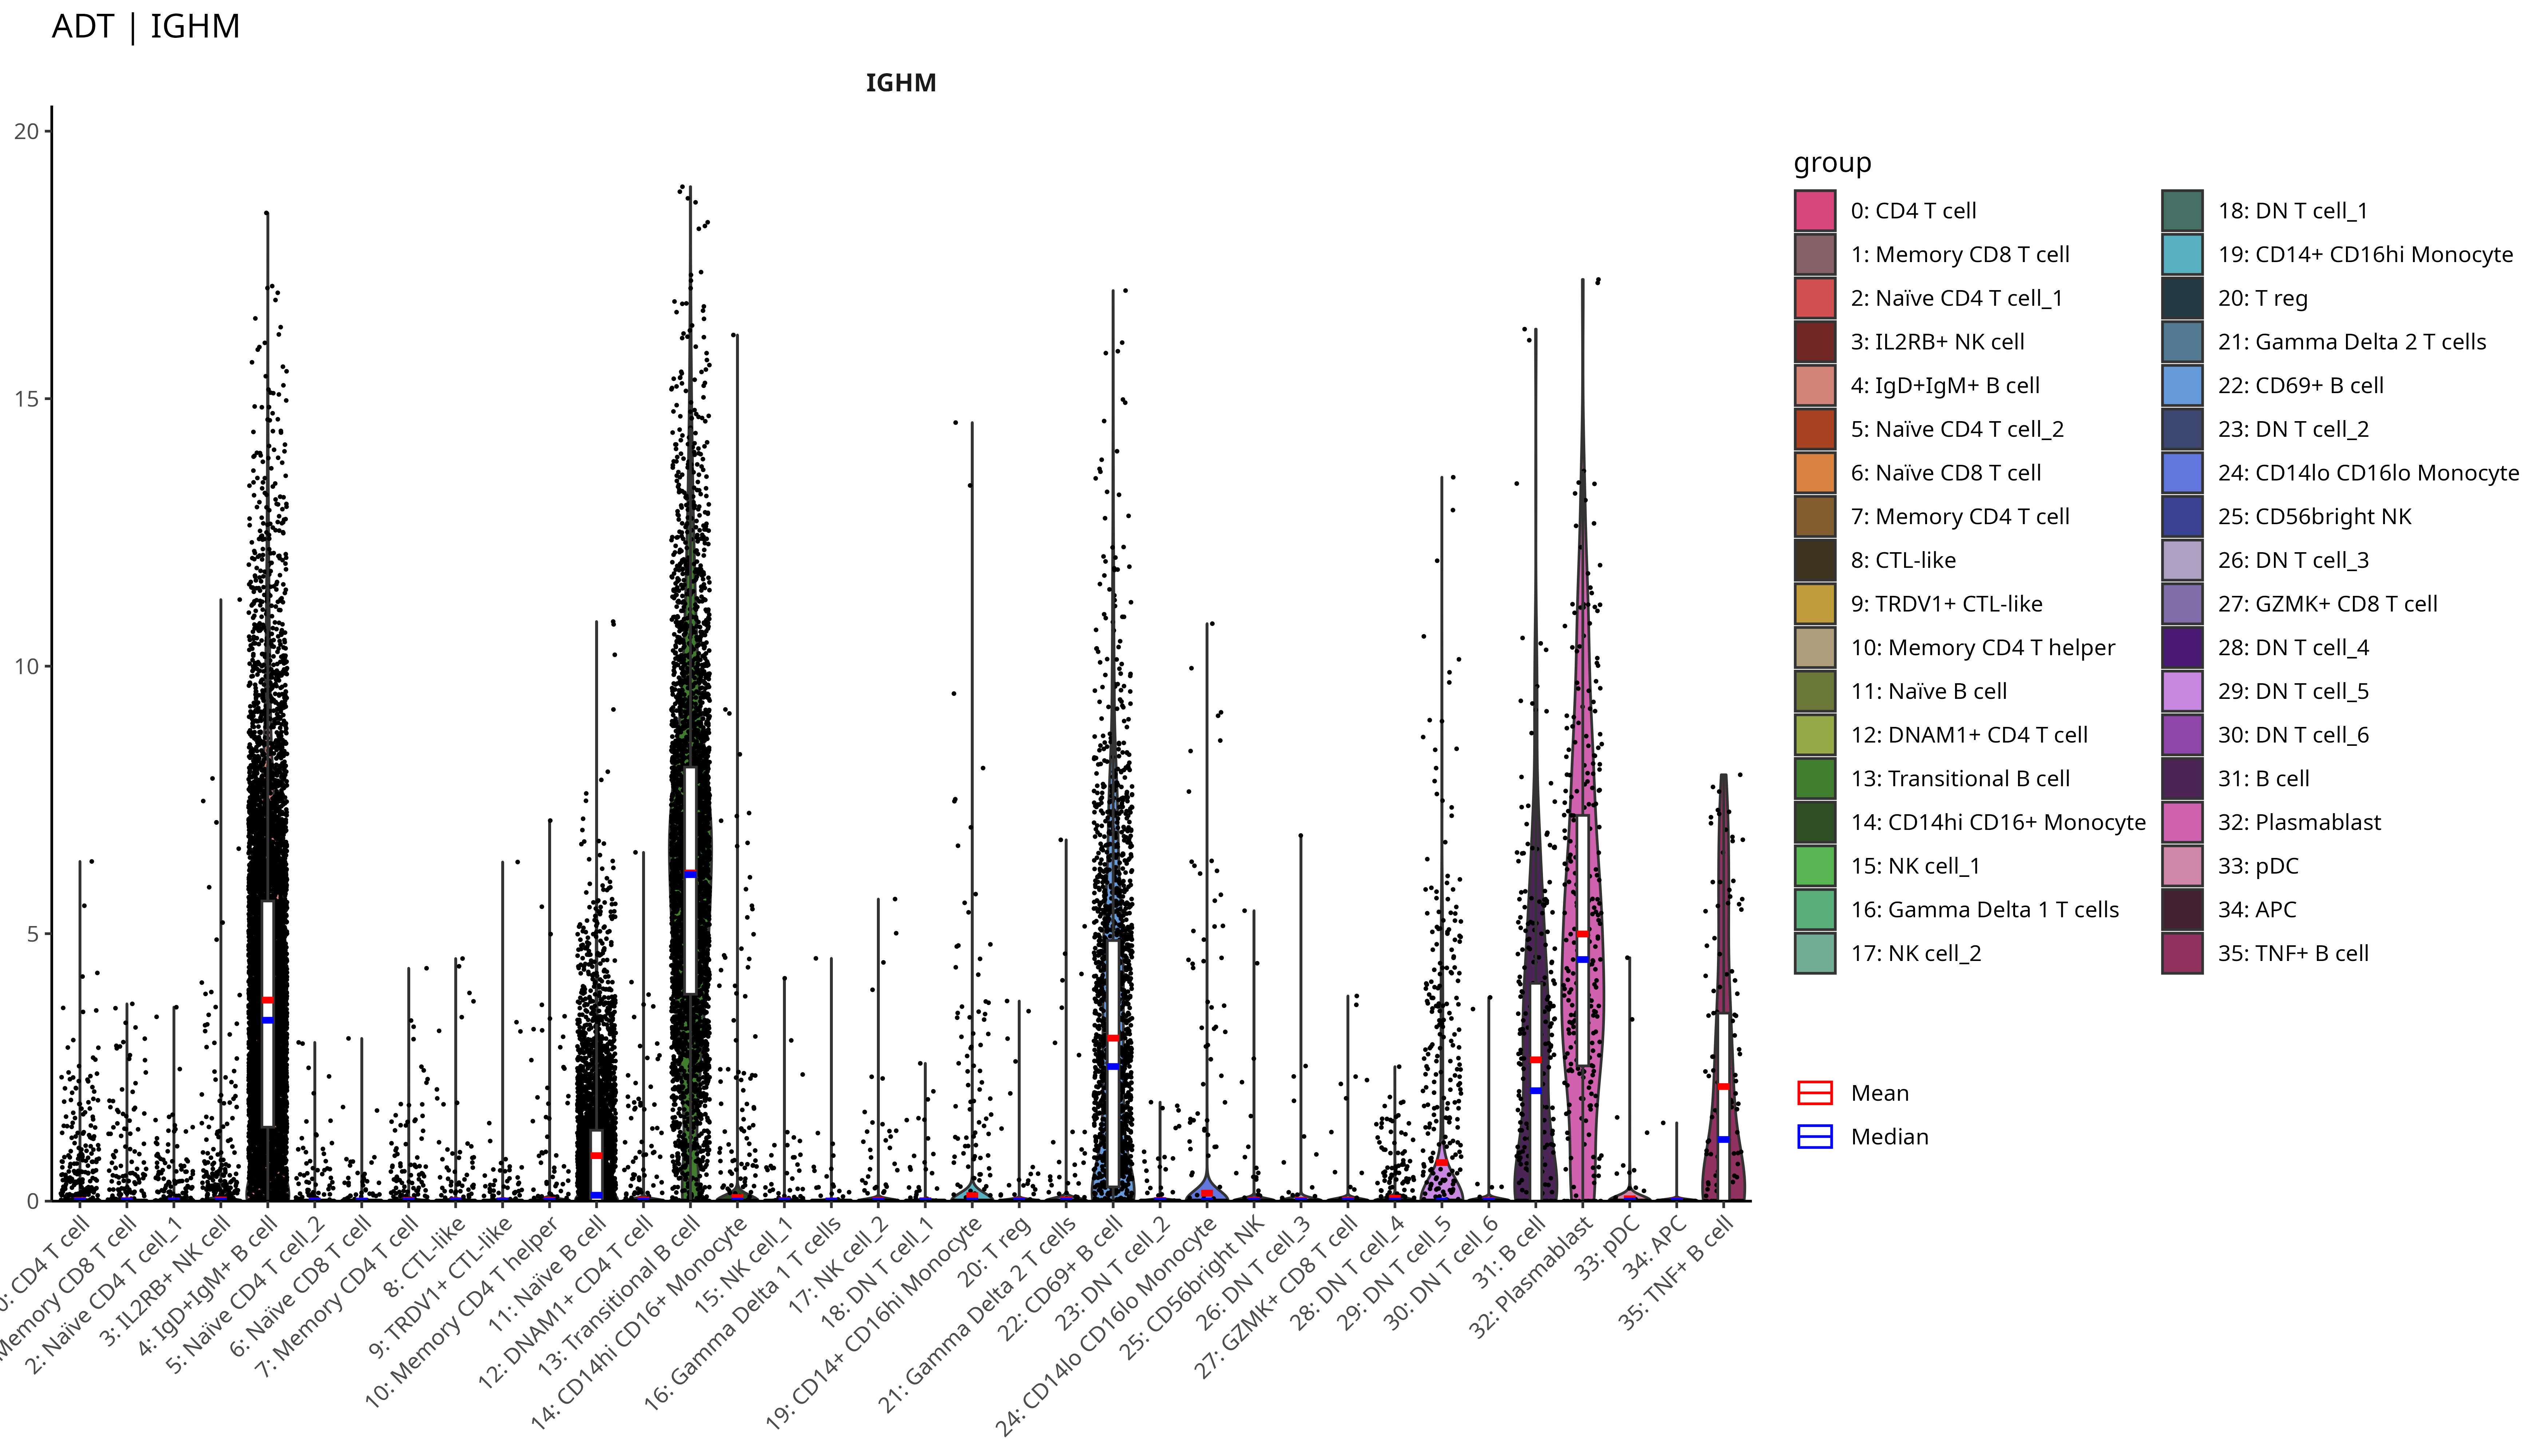 ADT | IGHM
IGHM
20
15
10
5
0
0: CD4 T cell
Memory CD8 T cell
2: Naïve CD4 T cell_1
3: IL2RB+ NK cell
4: IgD+IgM+ B cell
5: Naïve CD4 T cell_2
6: Naïve CD8 T cell
7: Memory CD4 T cell
8: CTL-like
9: TRDV1+ CTL-like
10: Memory CD4 T helper
11: Naïve B cell
12: DNAM1+ CD4 T cell
13: Transitional B cell
14: CD14hi CD16+ Monocyte
15: NK cell_1
16: Gamma Delta 1 T cells
17: NK cell_2
18: DN T cell_1
19: CD14+ CD16hi Monocyte
20: T reg
21: Gamma Delta 2 T cells
22: CD69+ B cell
23: DN T cell_2
24: CD14lo CD16lo Monocyte
25: CD56bright NK
26: DN T cell_3
27: GZMK+ CD8 T cell
28: DN T cell_4
29: DN T cell_5
30: DN T cell_6
31: B cell
32: Plasmablast
33: pDC
34: APC
35: TNF+ B cell
group
0: CD4 T cell
1: Memory CD8 T cell
2: Naïve CD4 T cell_1
3: IL2RB+ NK cell
4: IgD+IgM+ B cell
5: Naïve CD4 T cell_2
6: Naïve CD8 T cell
7: Memory CD4 T cell
8: CTL-like
9: TRDV1+ CTL-like
10: Memory CD4 T helper
11: Naïve B cell
12: DNAM1+ CD4 T cell
13: Transitional B cell
14: CD14hi CD16+ Monocyte
15: NK cell_1
16: Gamma Delta 1 T cells
17: NK cell_2
18: DN T cell_1
19: CD14+ CD16hi Monocyte
20: T reg
21: Gamma Delta 2 T cells
22: CD69+ B cell
23: DN T cell_2
24: CD14lo CD16lo Monocyte
25: CD56bright NK
26: DN T cell_3
27: GZMK+ CD8 T cell
28: DN T cell_4
29: DN T cell_5
30: DN T cell_6
31: B cell
32: Plasmablast
33: pDC
34: APC
35: TNF+ B cell
Mean
Median